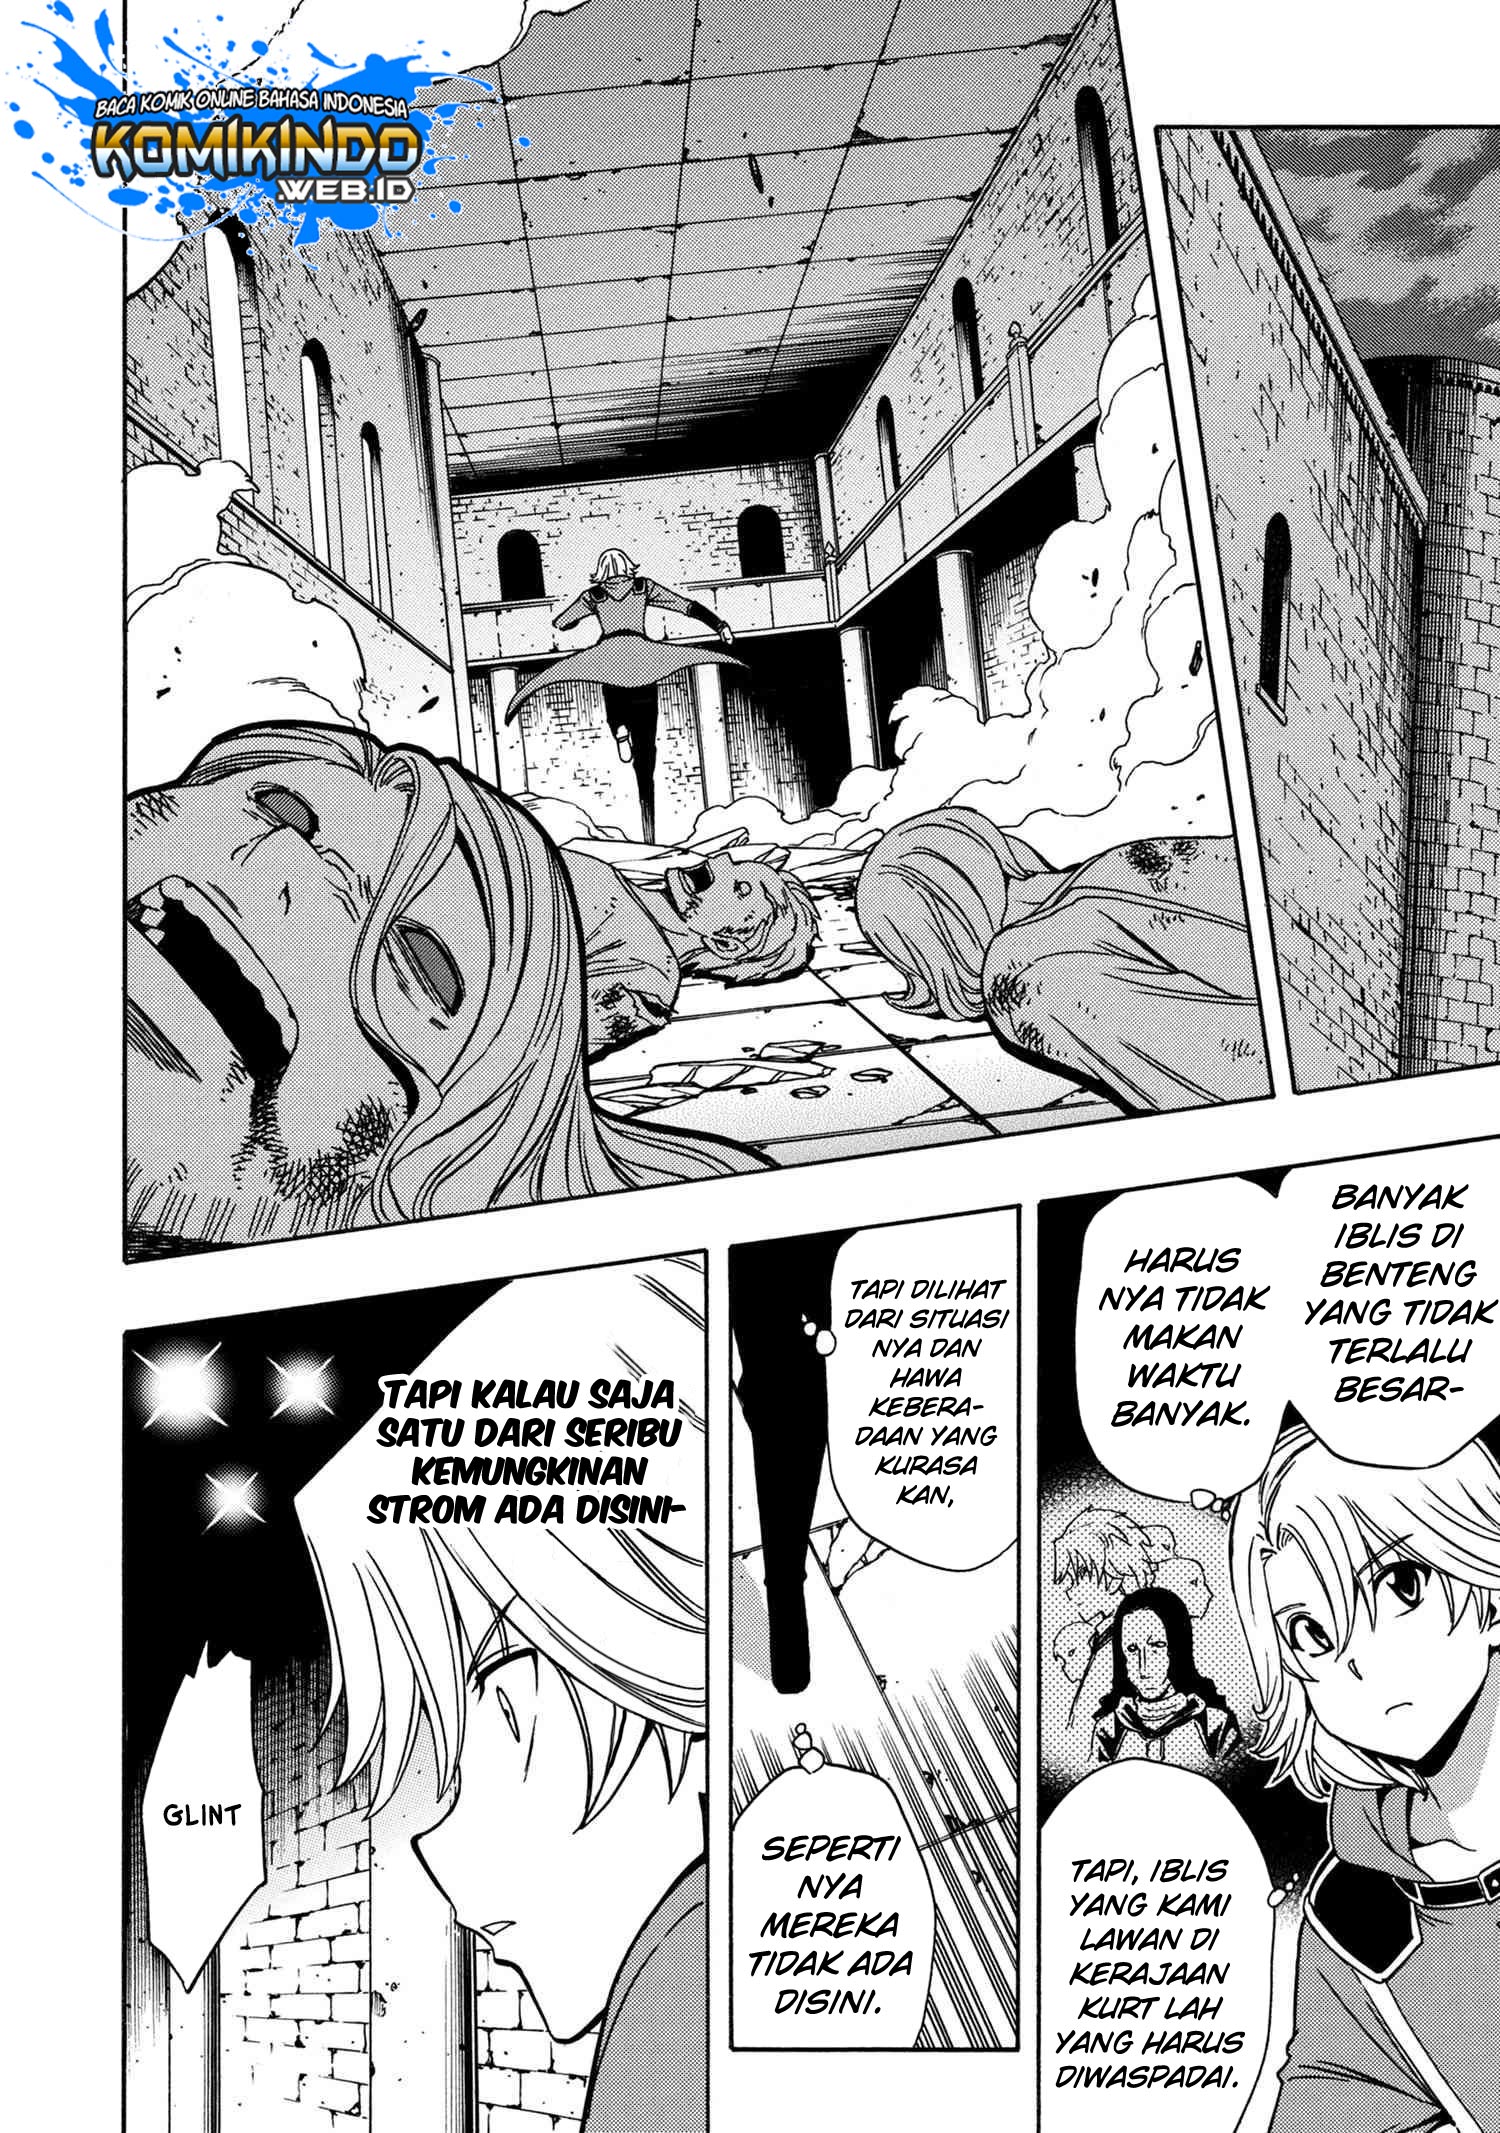 BACA KOMIK ONLINE BAHASA INDONESIA
KOMIKINDO
.WEB.ID
BANYAK
IBLIS DI
BENTENG
YANG TIDAK
TERLALU
BESAR-
HARUS
NYA TIDAK
MAKAN
WAKTU
BANYAK.
TAPI, IBLIS
YANG KAMI
LAWAN DI
KERAJAAN
KURT LAH
YANG HARUS
DIWASPADAI.
TAPI DILIHAT
DARI SITUASI
NYA DAN
HAWA
KEBERA-
DAAN YANG
KURASA
KAN,
SEPERTI
NYA
MEREKA
TIDAK ADA
DISINI.
TAPI KALAU SAJA
SATU DARI SERIBU
KEMUNGKINAN
STROM ADA DISINI-
GLINT